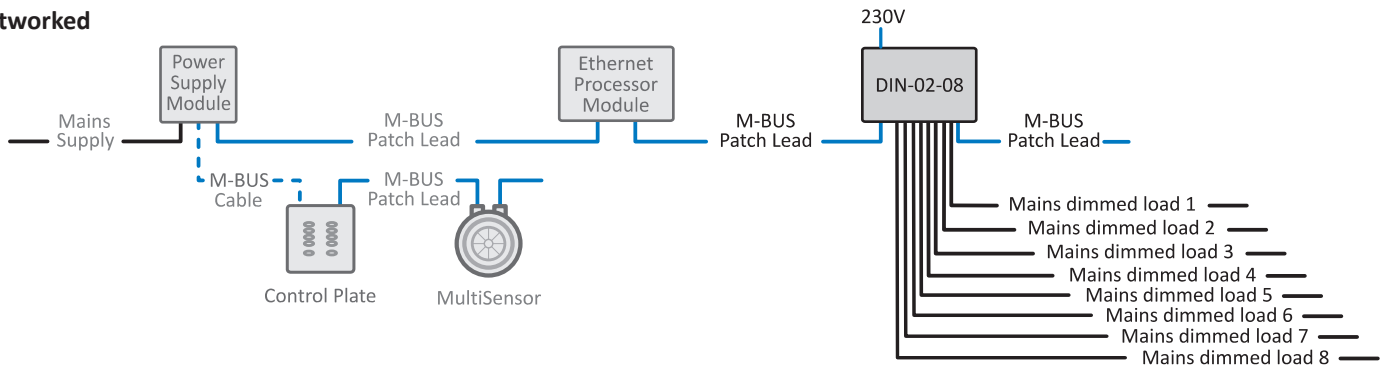 tworked
230V
Power
Supply
Module
Ethernet
Processor
Module
DIN-02-08
Mains
Supply
M-BUS
Patch Lead
M-BUS
Patch Lead
M-BUS
Patch Lead
M-BUS
Cable
M-BUS
Patch Lead
Control Plate
MultiSensor
Mains dimmed load 1
Mains dimmed load 2
Mains dimmed load 3
Mains dimmed load 4
Mains dimmed load 5
Mains dimmed load 6
Mains dimmed load 7
Mains dimmed load 8